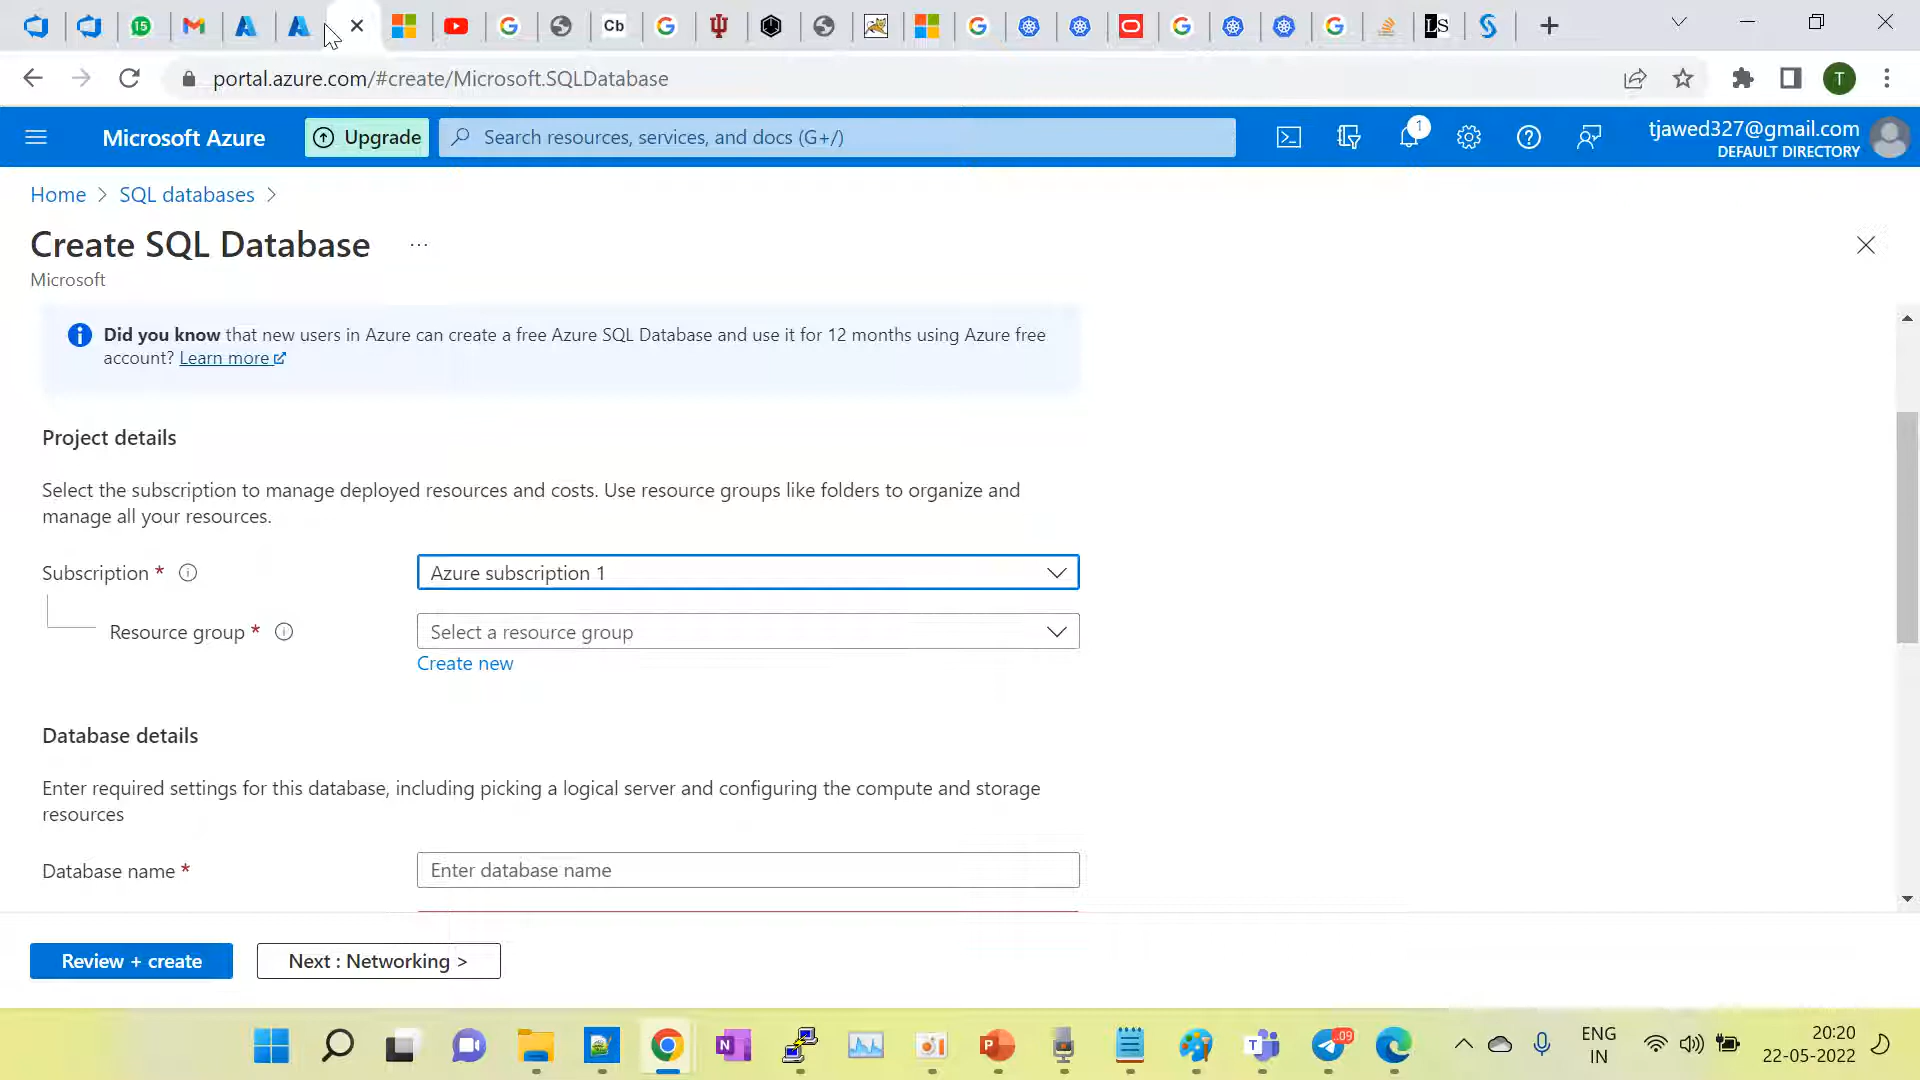 15
Cb
LS
portal.azure.com/#create/Microsoft.SQLDatabase
T
Microsoft Azure
Upgrade
Search resources, services, and docs (G+/)
1
tjawed327@gmail.com
DEFAULT DIRECTORY
Home > SQL databases >
Create SQL Database ...
Microsoft
Did you know that new users in Azure can create a free Azure SQL Database and use it for 12 months using Azure free
account? Learn more
Project details
Select the subscription to manage deployed resources and costs. Use resource groups like folders to organize and
manage all your resources.
Subscription * Azure subscription 1
Resource group * Select a resource group
Create new
Database details
Enter required settings for this database, including picking a logical server and configuring the compute and storage
resources
Database name * Enter database name
Review + create
Next : Networking >
09
ENG
IN
20:20
22-05-2022